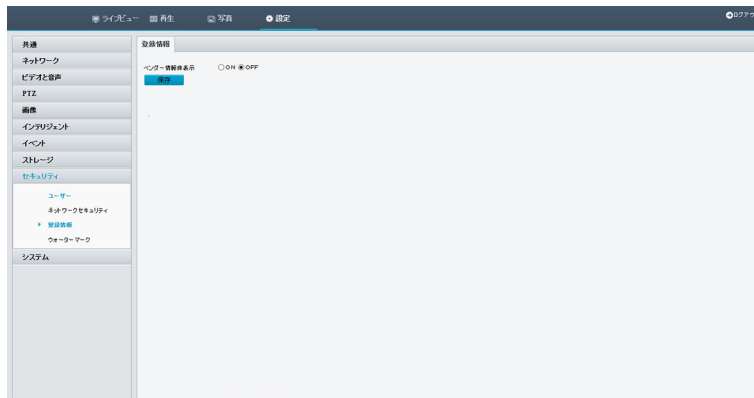 ライブビュー 再生 写真 設定 ログアウ
共通
ネットワーク
ビデオと音声
PTZ
画像
インテリジェント
イベント
ストレージ
セキュリティ
ユーザー
ネットワークセキュリティ
登録情報
ウォーターマーク
システム
登録情報
ベンダー情報非表示 ON OFF
保存